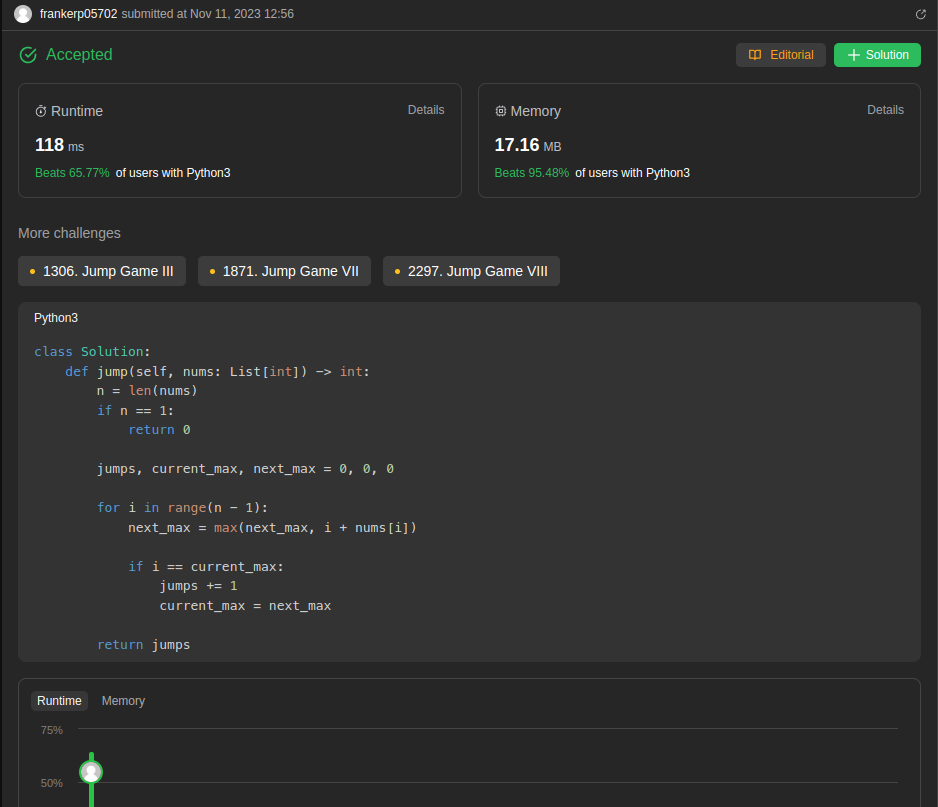 frankerp05702 submitted at Nov 11, 2023 12:56
Accepted
Editorial
Solution
Runtime
Details
118 ms
Beats 65.77% of users with Python3
Memory
Details
17.16 MB
Beats 95.48% of users with Python3
More challenges
1306. Jump Game III
1871. Jump Game VII
2297. Jump Game VIII
Python3
class Solution:
    def jump(self, nums: List[int]) -> int:
        n = len(nums)
        if n == 1:
            return 0
        jumps, current_max, next_max = 0, 0, 0
        for i in range(n - 1):
            next_max = max(next_max, i + nums[i])
            if i == current_max:
                jumps += 1
                current_max = next_max
        return jumps
Runtime Memory
75%
50%